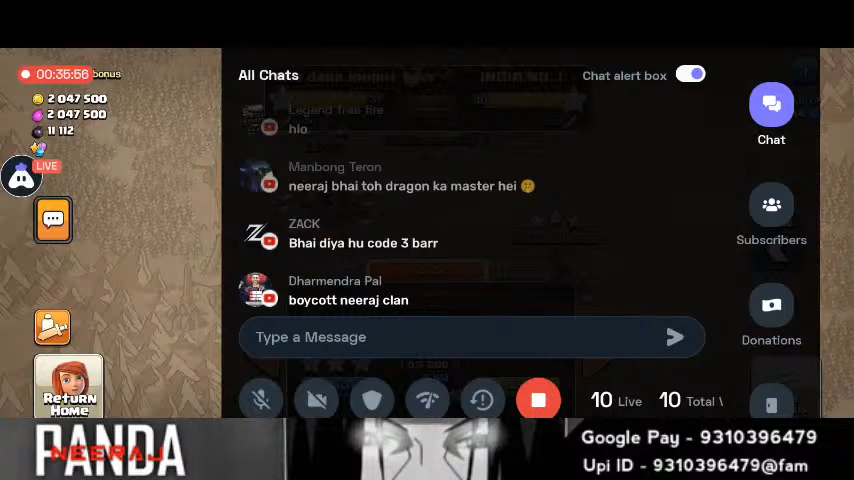 00:35:56 bonus
All Chats
Chat alert box
2 047 500
2 047 500
11 112
LIVE
Legend free fire
hlo
Chat
Manbong Teron
neeraj bhai toh dragon ka master hei 🤫
ZACK
Bhai diya hu code 3 barr
Subscribers
Dharmendra Pal
boycott neeraj clan
Type a Message
Donations
Return
Home
10 Live 10 Total \
PANDA
NEERAJ
Google Pay - 9310396479
Upi ID - 9310396479@fam